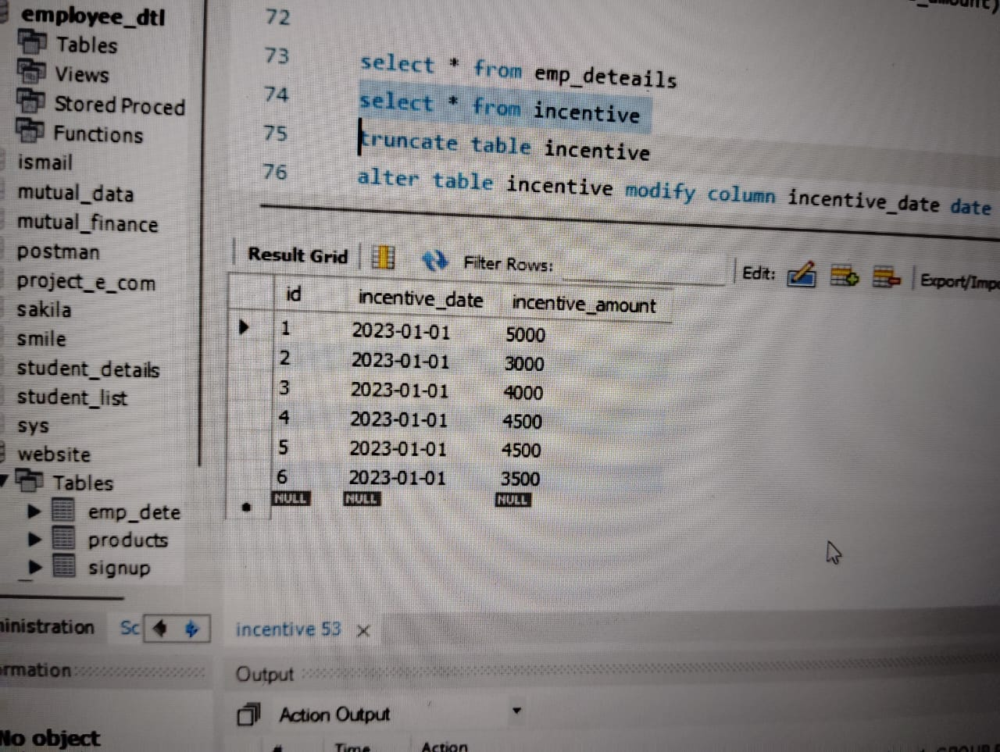 employee_dtl
Tables
Views
Stored Proced
Functions
ismail
mutual_data
mutual_finance
postman
project_e_com
sakila
smile
student_details
student_list
sys
website
Tables
emp_dete
products
signup
72
73 select * from emp_deteails
74 select * from incentive
75 truncate table incentive
76 alter table incentive modify column incentive_date date
Result Grid Filter Rows: Edit: Export/Impo
id incentive_date incentive_amount
1 2023-01-01 5000
2 2023-01-01 3000
3 2023-01-01 4000
4 2023-01-01 4500
5 2023-01-01 4500
6 2023-01-01 3500
NULL NULL NULL
inistration Sc
incentive 53
rmation
Output
Action Output
No object
# Time Action